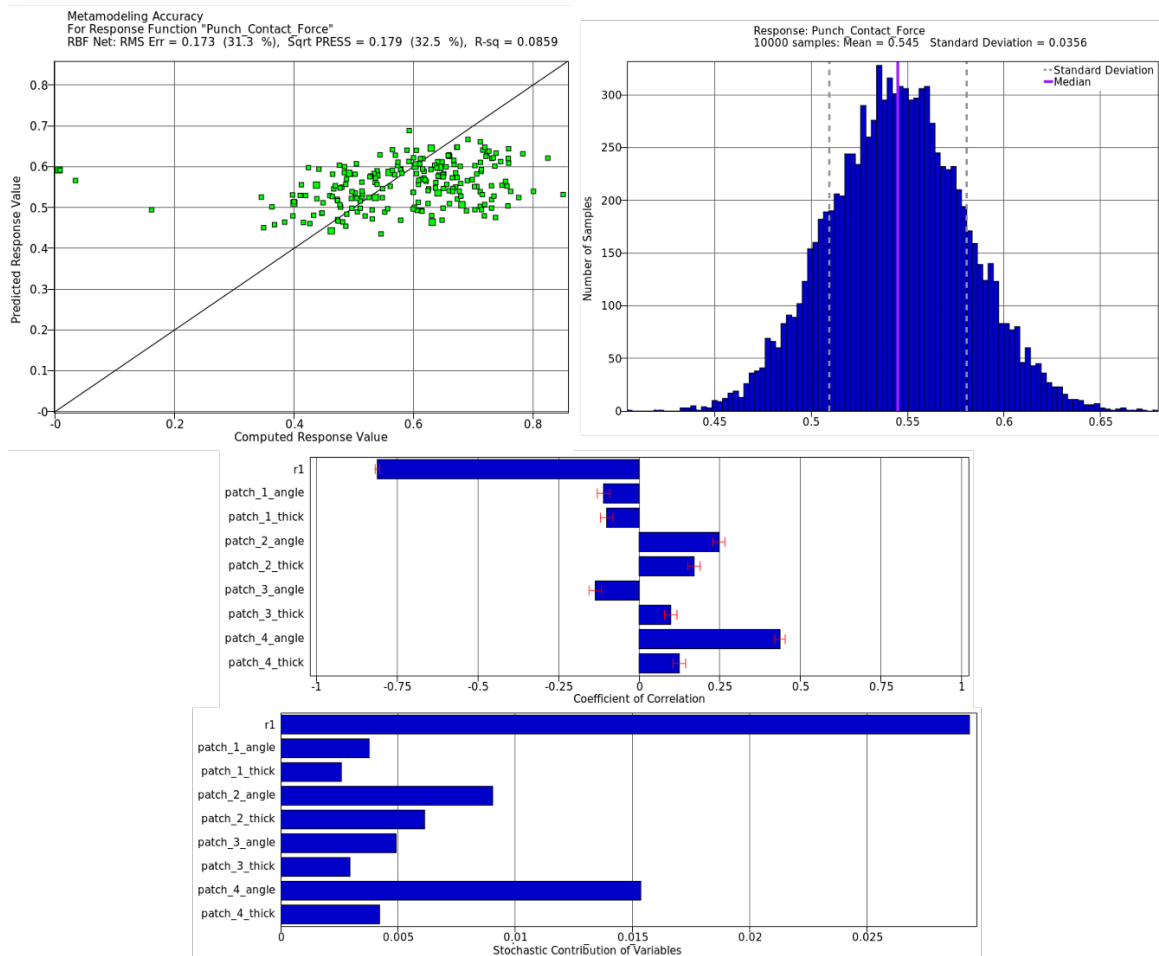 Metamodeling Accuracy
For Response Function "Punch_Contact_Force"
RBF Net: RMS Err = 0.173 (31.3 %), Sqrt PRESS = 0.179 (32.5 %), R-sq = 0.0859
0.8
0.7
0.6
0.5
0.4
0.3
0.2
0.1
-0
-0
0.2
0.4
0.6
0.8
Predicted Response Value
Computed Response Value
Response: Punch_Contact_Force
10000 samples: Mean = 0.545 Standard Deviation = 0.0356
Standard Deviation
Median
300
250
200
150
100
50
0
0.45
0.5
0.55
0.6
0.65
Number of Samples
r1
patch_1_angle
patch_1_thick
patch_2_angle
patch_2_thick
patch_3_angle
patch_3_thick
patch_4_angle
patch_4_thick
-1
-0.75
-0.5
-0.25
0
0.25
0.5
0.75
1
Coefficient of Correlation
r1
patch_1_angle
patch_1_thick
patch_2_angle
patch_2_thick
patch_3_angle
patch_3_thick
patch_4_angle
patch_4_thick
0
0.005
0.01
0.015
0.02
0.025
Stochastic Contribution of Variables